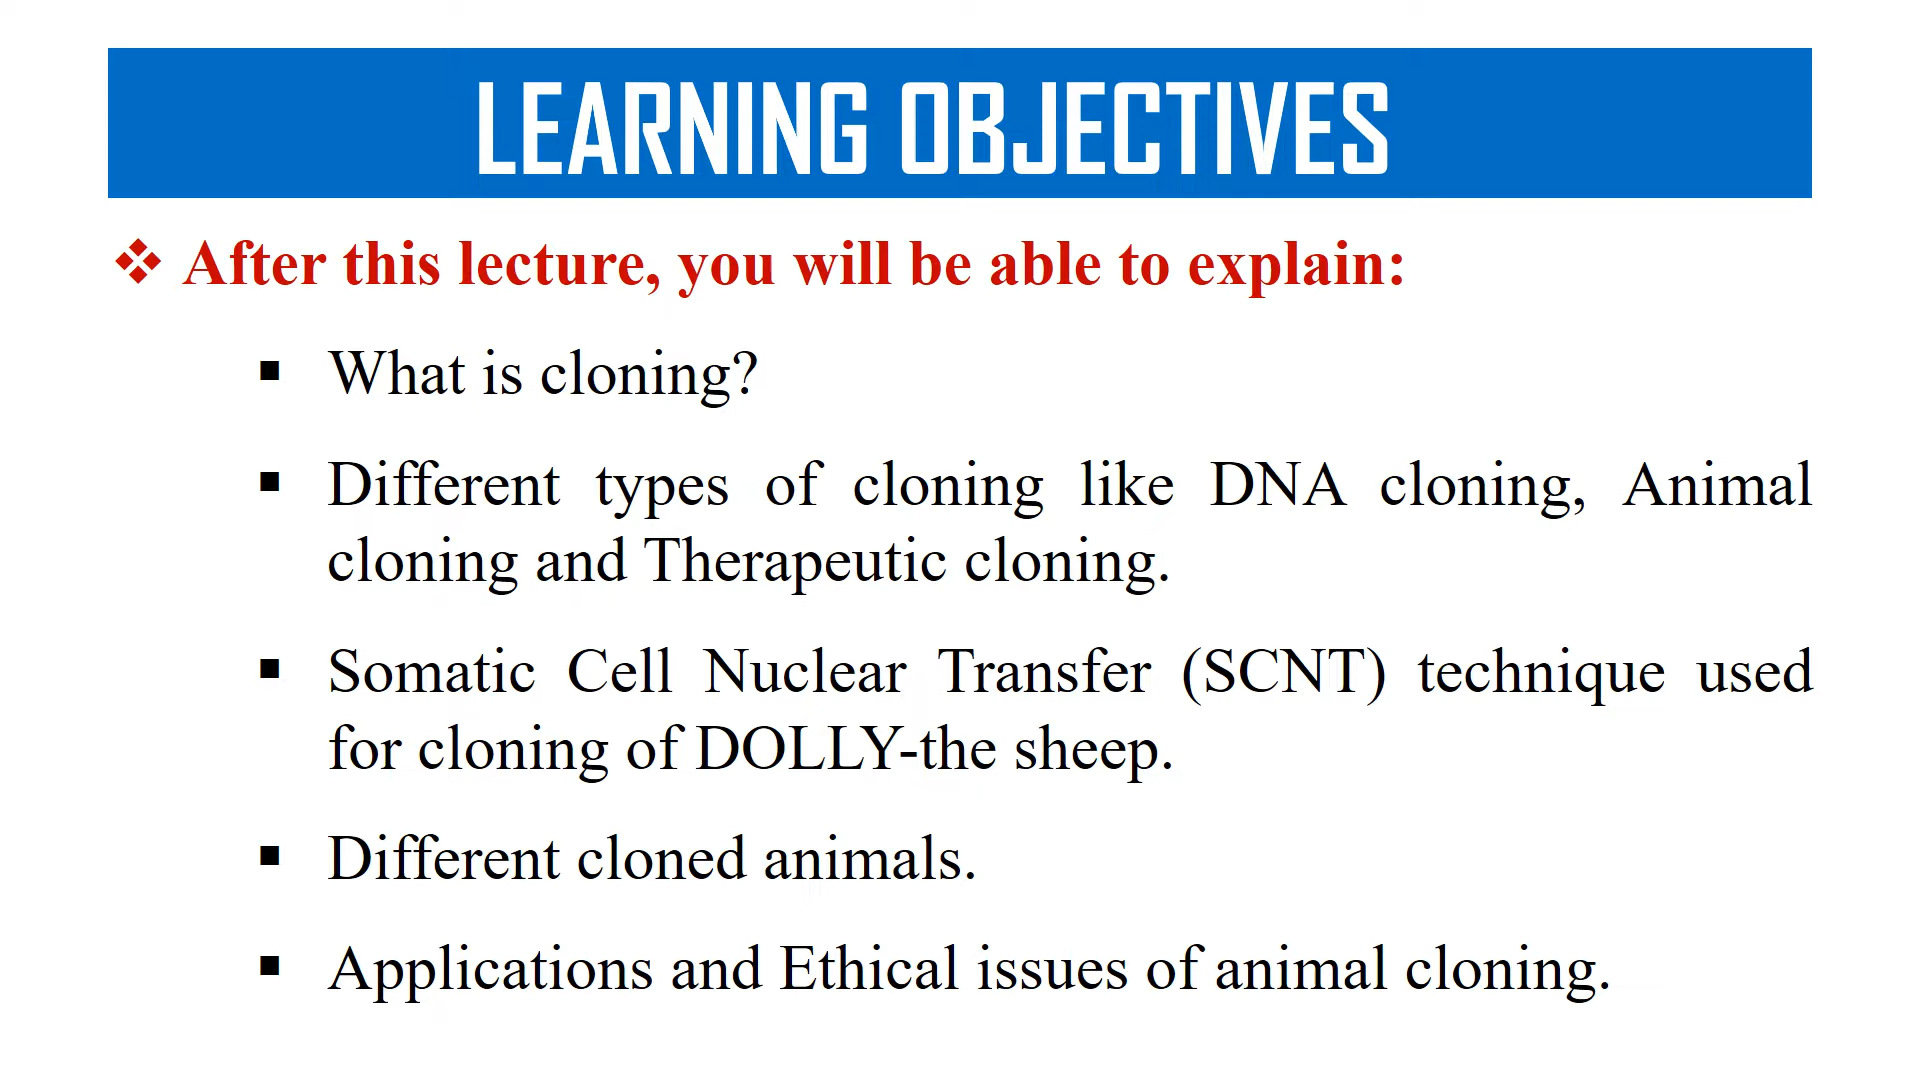 LEARNING OBJECTIVES
❖ After this lecture, you will be able to explain:
▪ What is cloning?
▪ Different types of cloning like DNA cloning, Animal
cloning and Therapeutic cloning.
▪ Somatic Cell Nuclear Transfer (SCNT) technique used
for cloning of DOLLY-the sheep.
▪ Different cloned animals.
▪ Applications and Ethical issues of animal cloning.